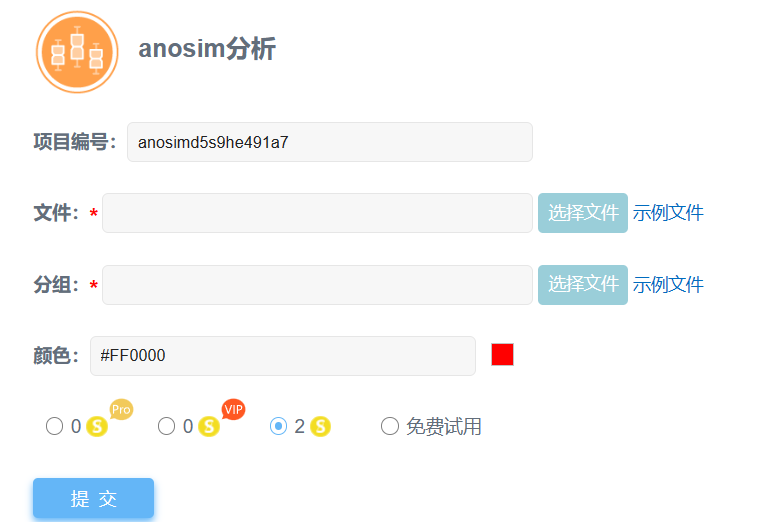 anosim分析
项目编号： anosimd5s9he491a7
文件：* 选择文件 示例文件
分组：* 选择文件 示例文件
颜色： #FF0000
0 S Pro 0 S VIP 2 S 免费试用
提 交